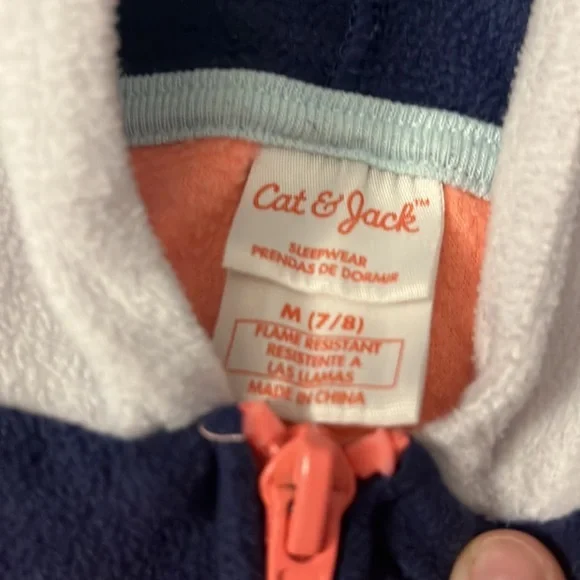 Cat & Jack™
SLEEPWEAR
PRENDAS DE DORMIR
M (7/8)
FLAME RESISTANT
RESISTENTE A
LAS LLAMAS
MADE IN CHINA